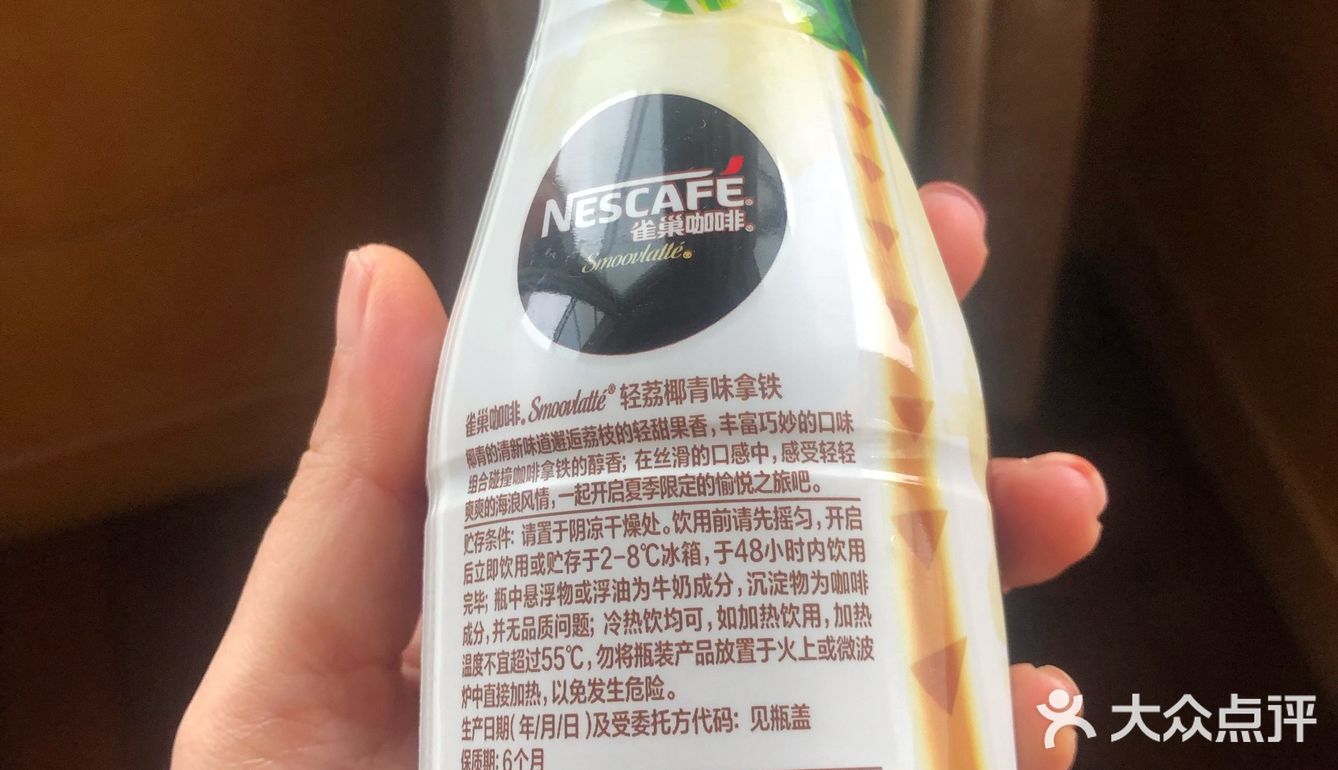 NESCAFÉ®
雀巢咖啡®
Smoovlatté®
雀巢咖啡® Smoovlatté® 轻荔椰青味拿铁
椰青的清新味道邂逅荔枝的轻甜果香，丰富巧妙的口味
组合碰撞咖啡拿铁的醇香；在丝滑的口感中，感受轻轻
爽爽的海浪风情，一起开启夏季限定的愉悦之旅吧。
贮存条件：请置于阴凉干燥处。饮用前请先摇匀，开启
后立即饮用或贮存于2-8℃冰箱，于48小时内饮用
完毕；瓶中悬浮物或浮油为牛奶成分，沉淀物为咖啡
成分，并无品质问题；冷热饮均可，如加热饮用，加热
温度不宜超过55℃，勿将瓶装产品放置于火上或微波
炉中直接加热，以免发生危险。
生产日期(年/月/日)及受委托方代码：见瓶盖
保质期：6个月
大众点评